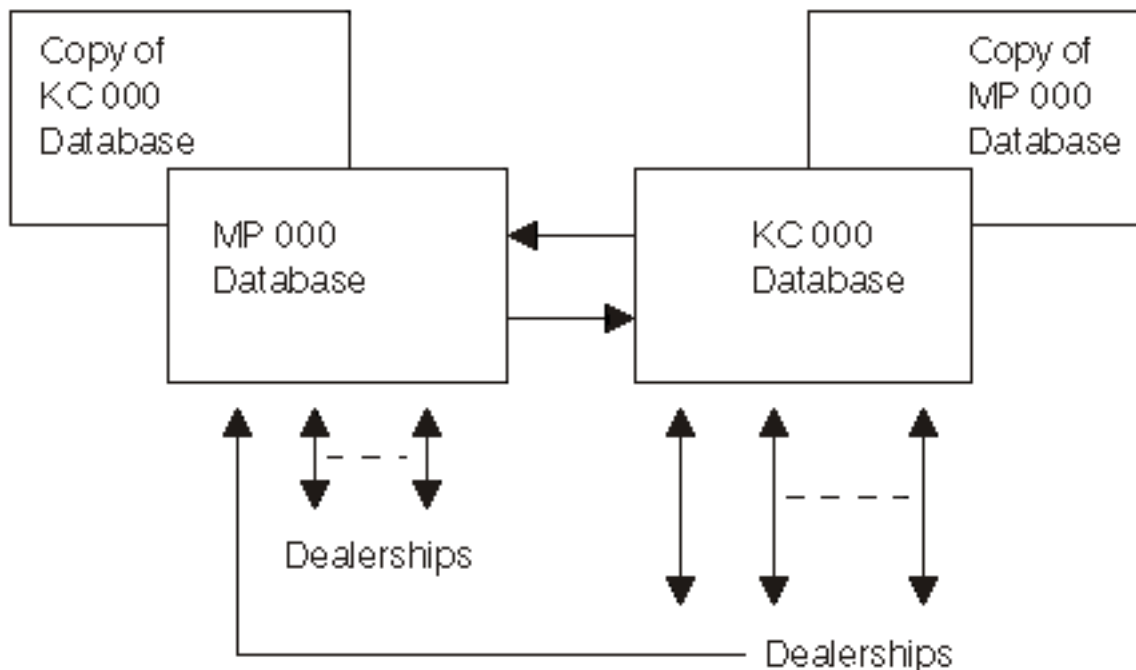 Copy of
KC 000
Database
Copy of
MP 000
Database
MP 000
Database
KC 000
Database
Dealerships
Dealerships